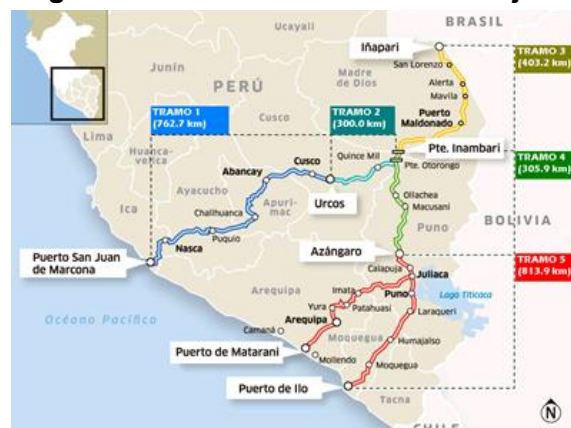 BRASIL
Ucayali
Iñapari
TRAMO 3
(403.2 km)
San Lorenzo
Junín
Madre
de Dios
Alerta
Mavila
PERÚ
TRAMO 1
(762.7 km)
TRAMO 2
(300.0 km)
Puerto
Maldonado
Lima
Cusco
Huanca-
velica
Cusco
Quince Mil
Pte. Inambari
Pte. Otorongo
TRAMO 4
(305.9 km)
Abancay
Ayacucho
Apurí-
mac
Urcos
Ollachea
Macusani
Ica
Chalhuanca
Puno
BOLIVIA
Puquio
Nasca
Azángaro
Puerto San Juan
de Marcona
TRAMO 5
(813.9 km)
Calapuja
Juliaca
Imata
Arequipa
Puno
Lago Titicaca
Yura
Patahuasi
Océano Pacífico
Arequipa
Laraqueri
Camaná
Moquegua
Humajalso
Puerto de Matarani
Mollendo
Moquegua
Puerto de Ilo
Tacna
CHILE
N